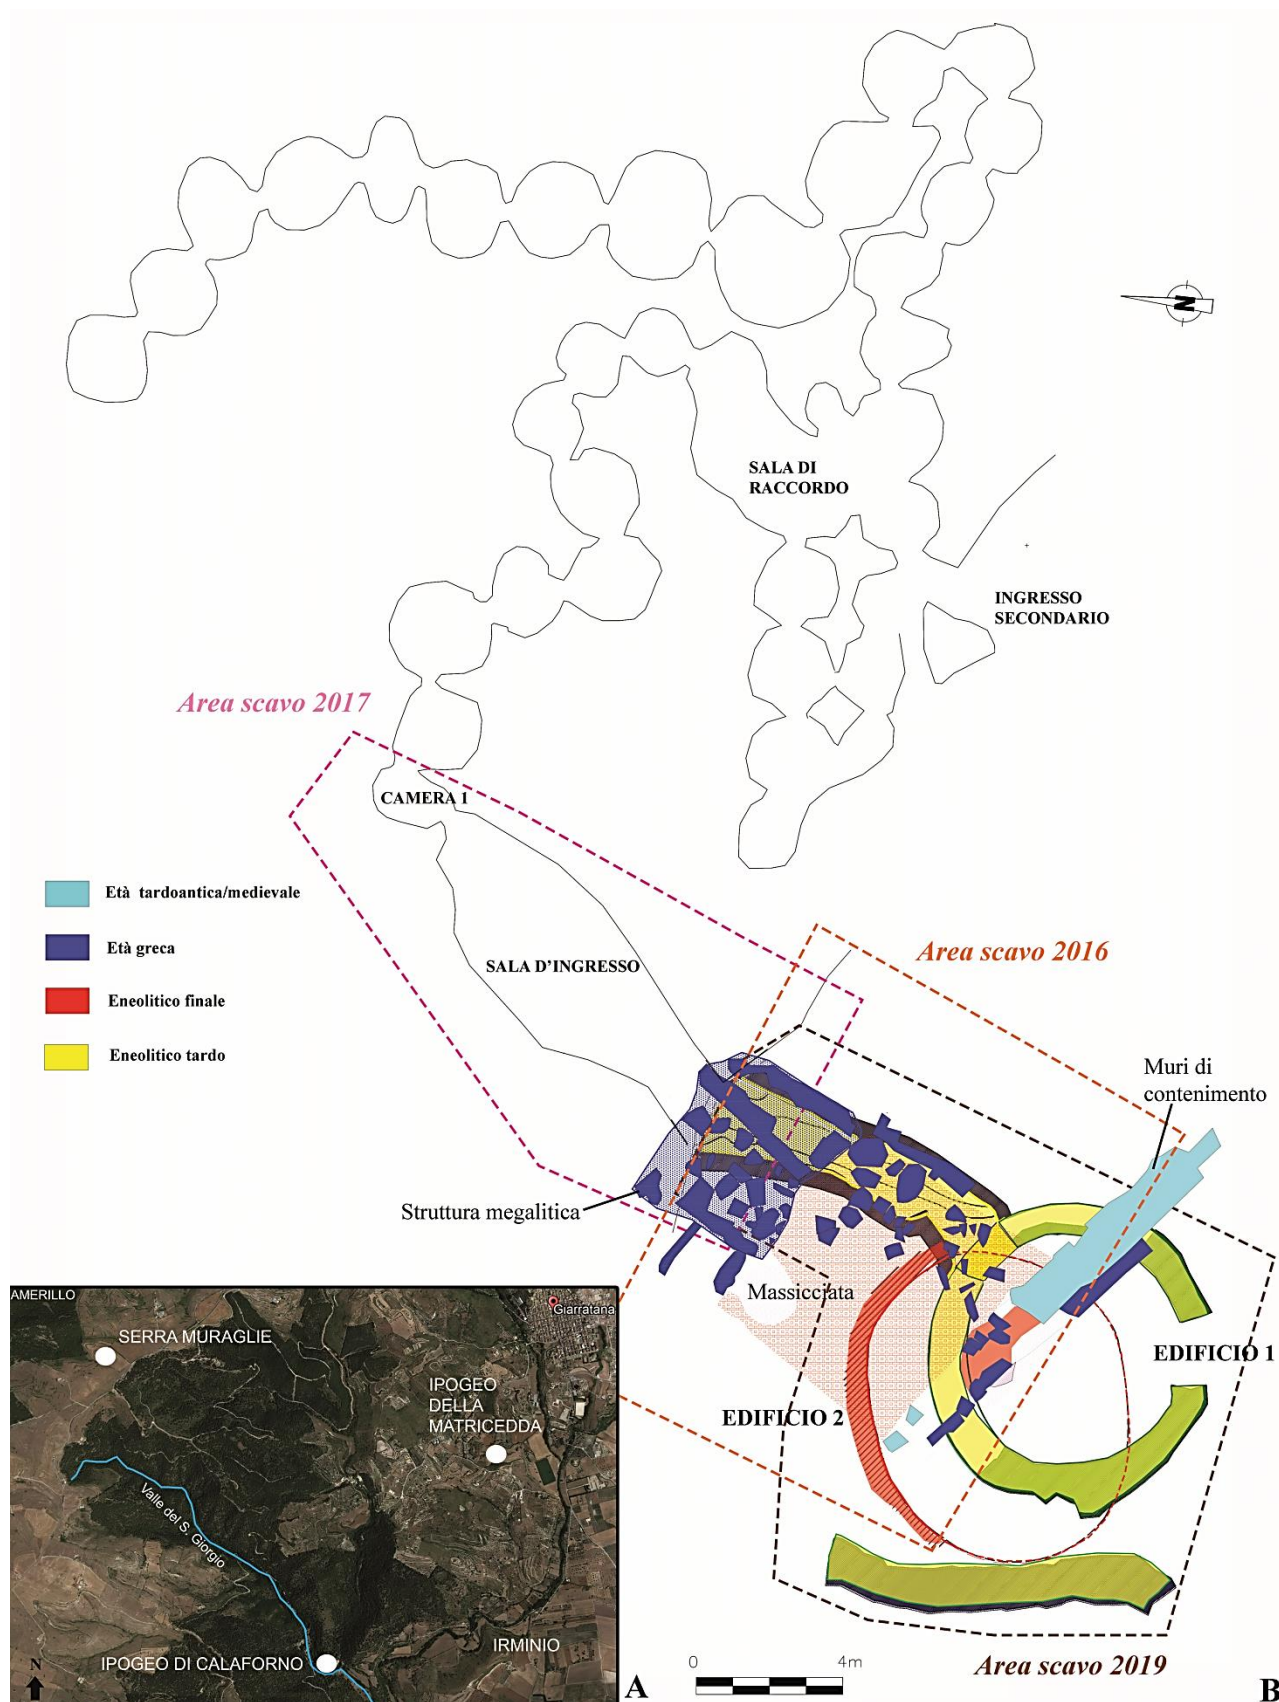 N
SALA DI
RACCORDO
INGRESSO
SECONDARIO
Area scavo 2017
CAMERA 1
Età tardoantica/medievale
Età greca
Eneolitico finale
Eneolitico tardo
SALA D'INGRESSO
Area scavo 2016
Muri di
contenimento
Struttura megalitica
Massicciata
EDIFICIO 1
EDIFICIO 2
AMERILLO
Giarratana
SERRA MURAGLIE
IPOGEO
DELLA
MATRICEDDA
Valle del S. Giorgio
IPOGEO DI CALAFORNO
IRMINIO
N
A
0 4m
Area scavo 2019
B